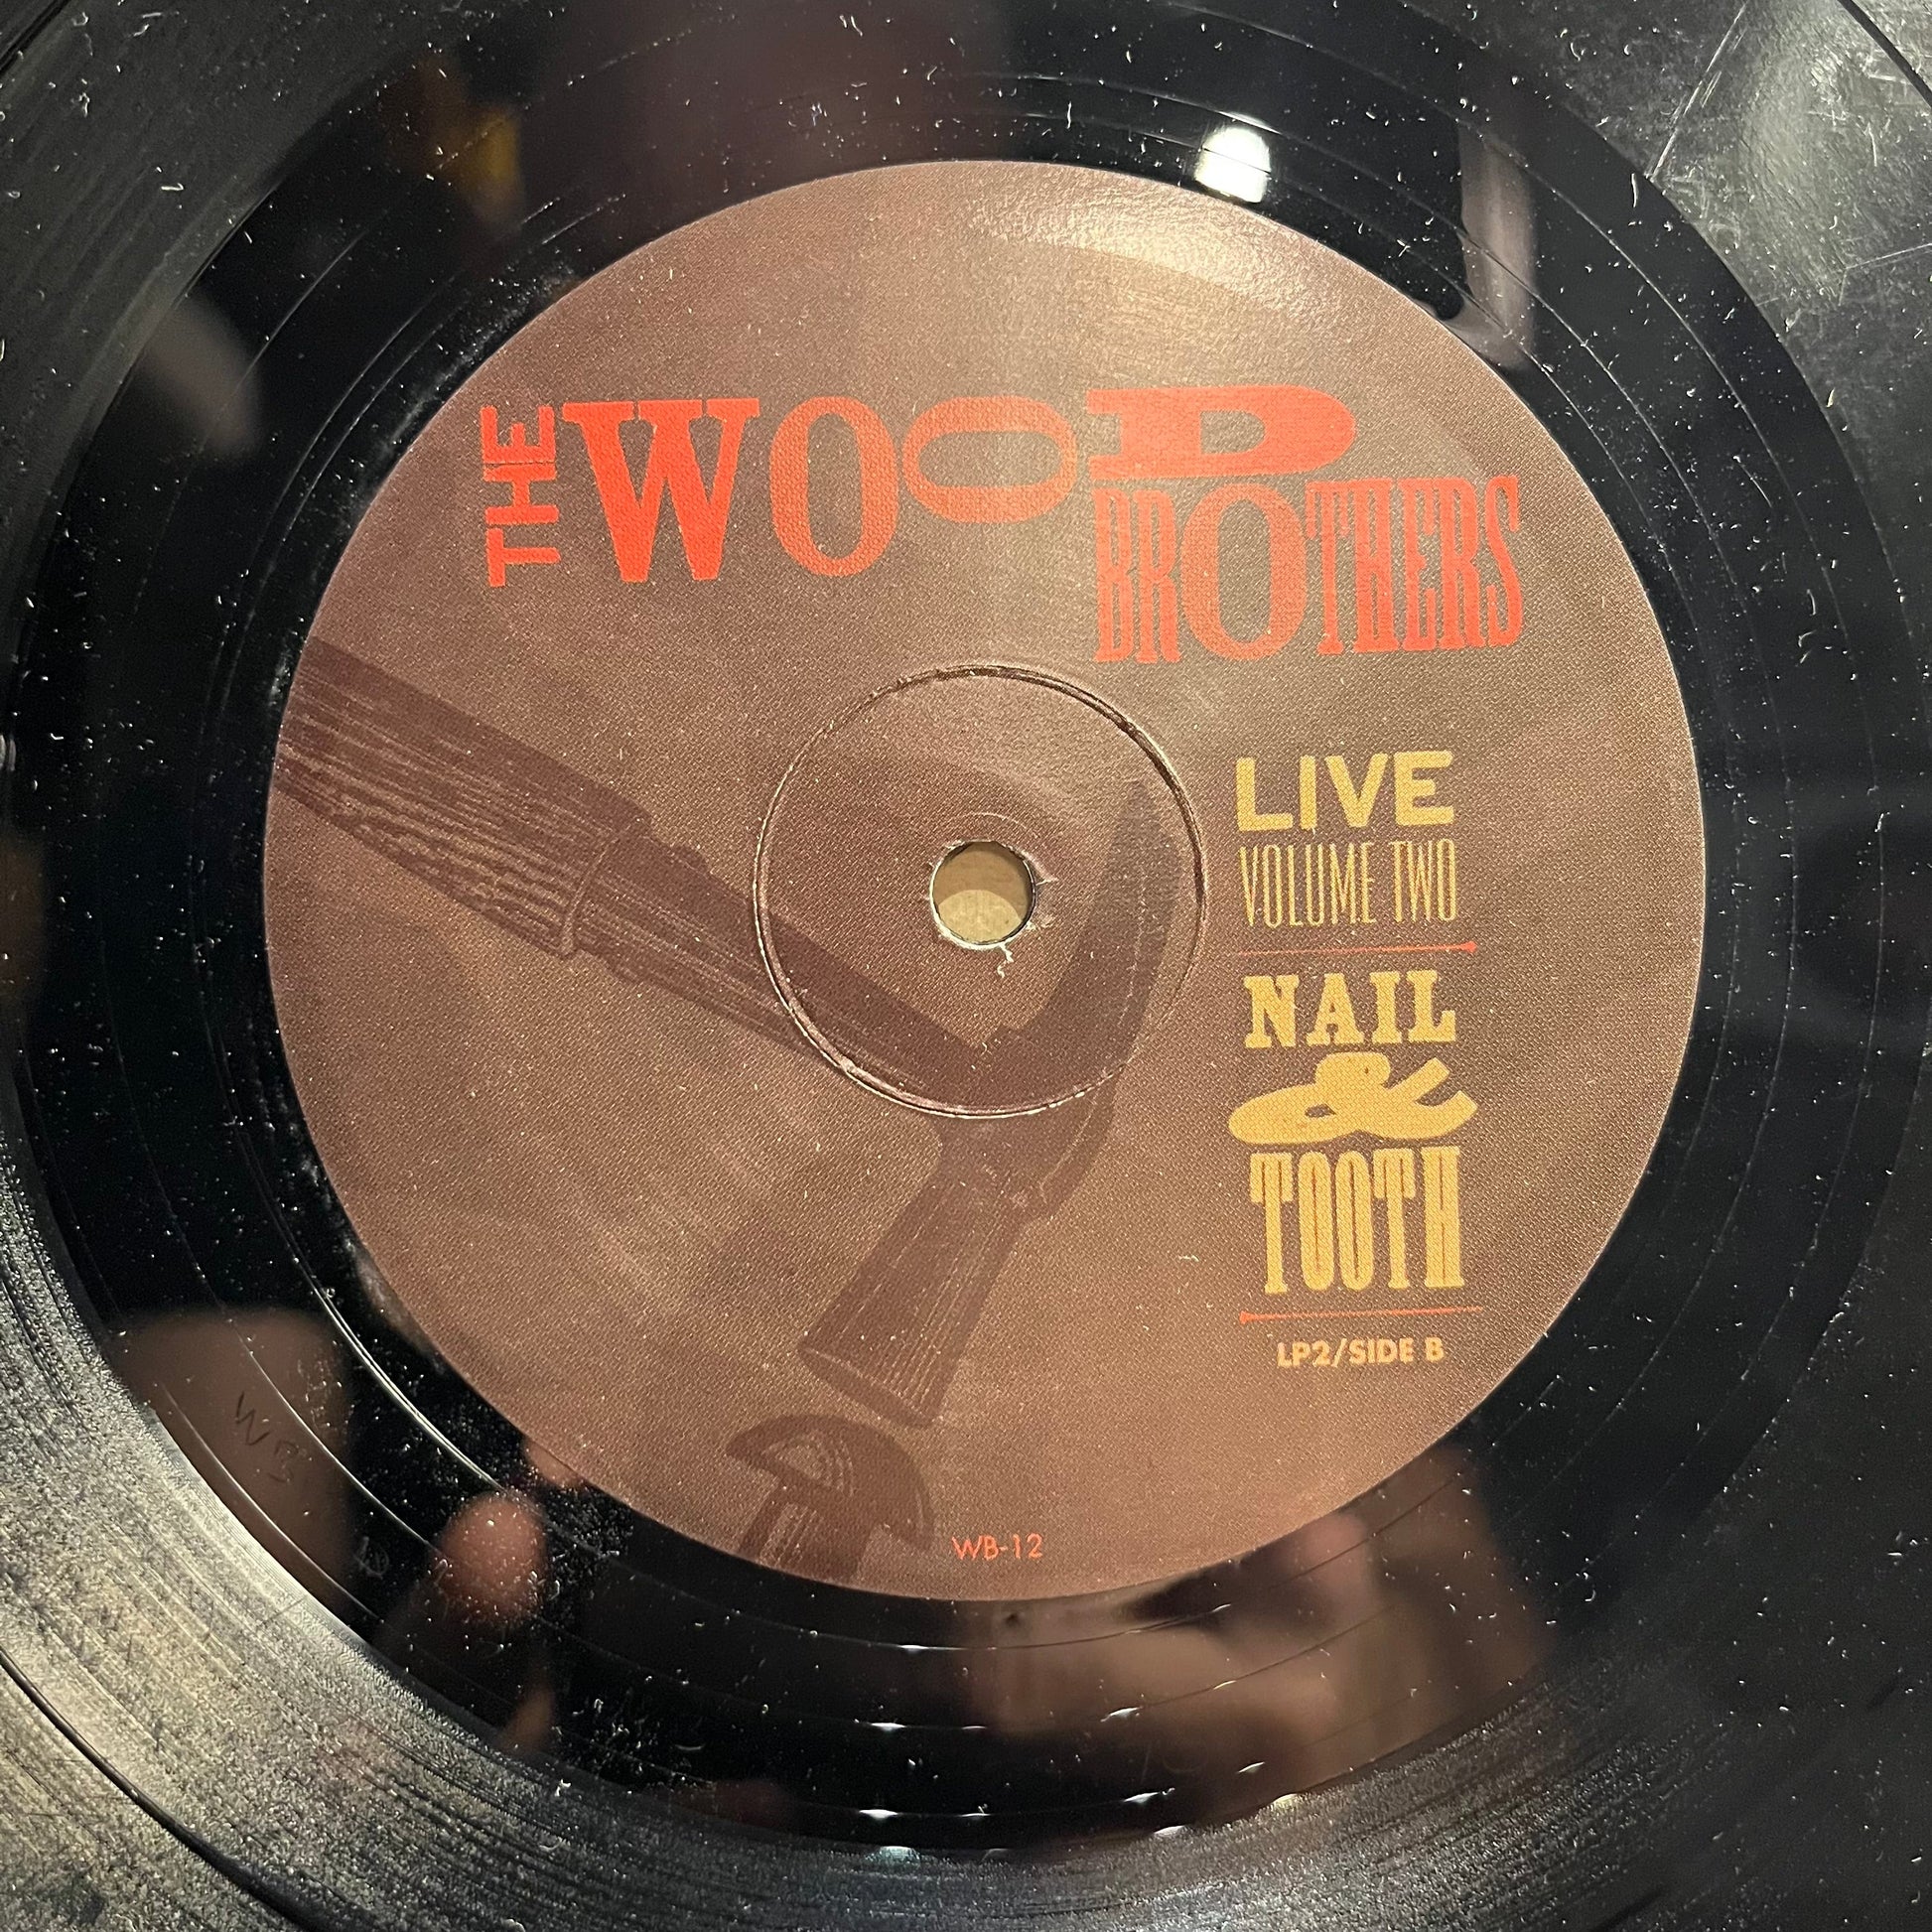 THE WOOD
BROTHERS
LIVE
VOLUME TWO
NAIL
&
TOOTH
LP2/SIDE B
WB-12